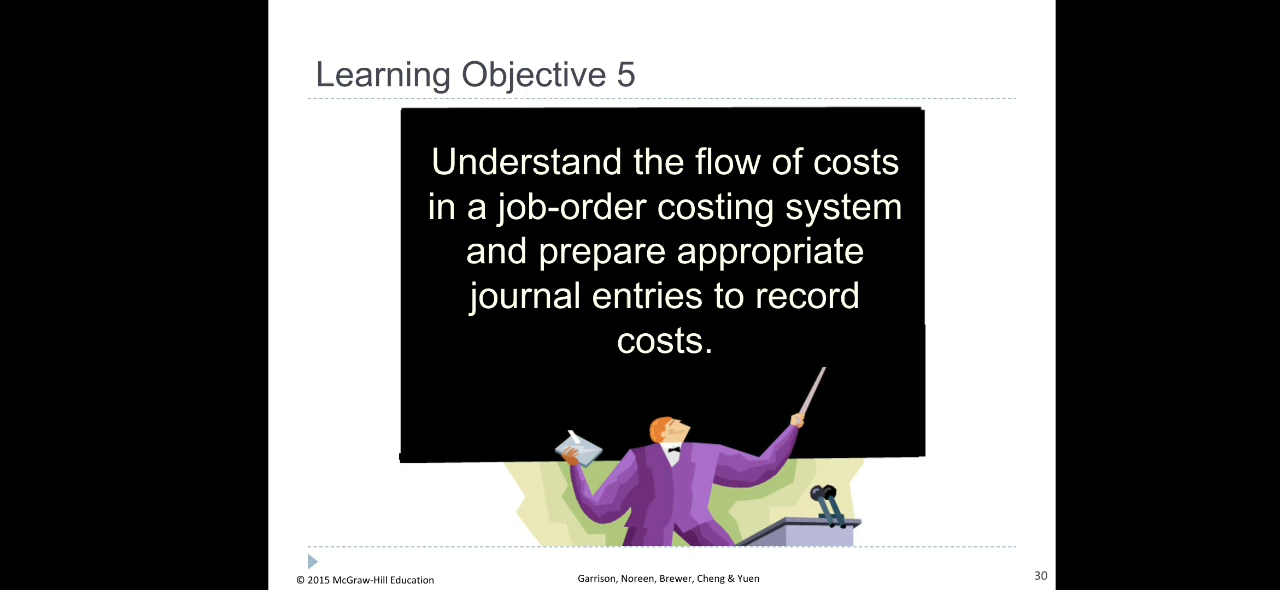 Learning Objective 5
Understand the flow of costs
in a job-order costing system
and prepare appropriate
journal entries to record
costs.
© 2015 McGraw-Hill Education
Garrison, Noreen, Brewer, Cheng & Yuen
30